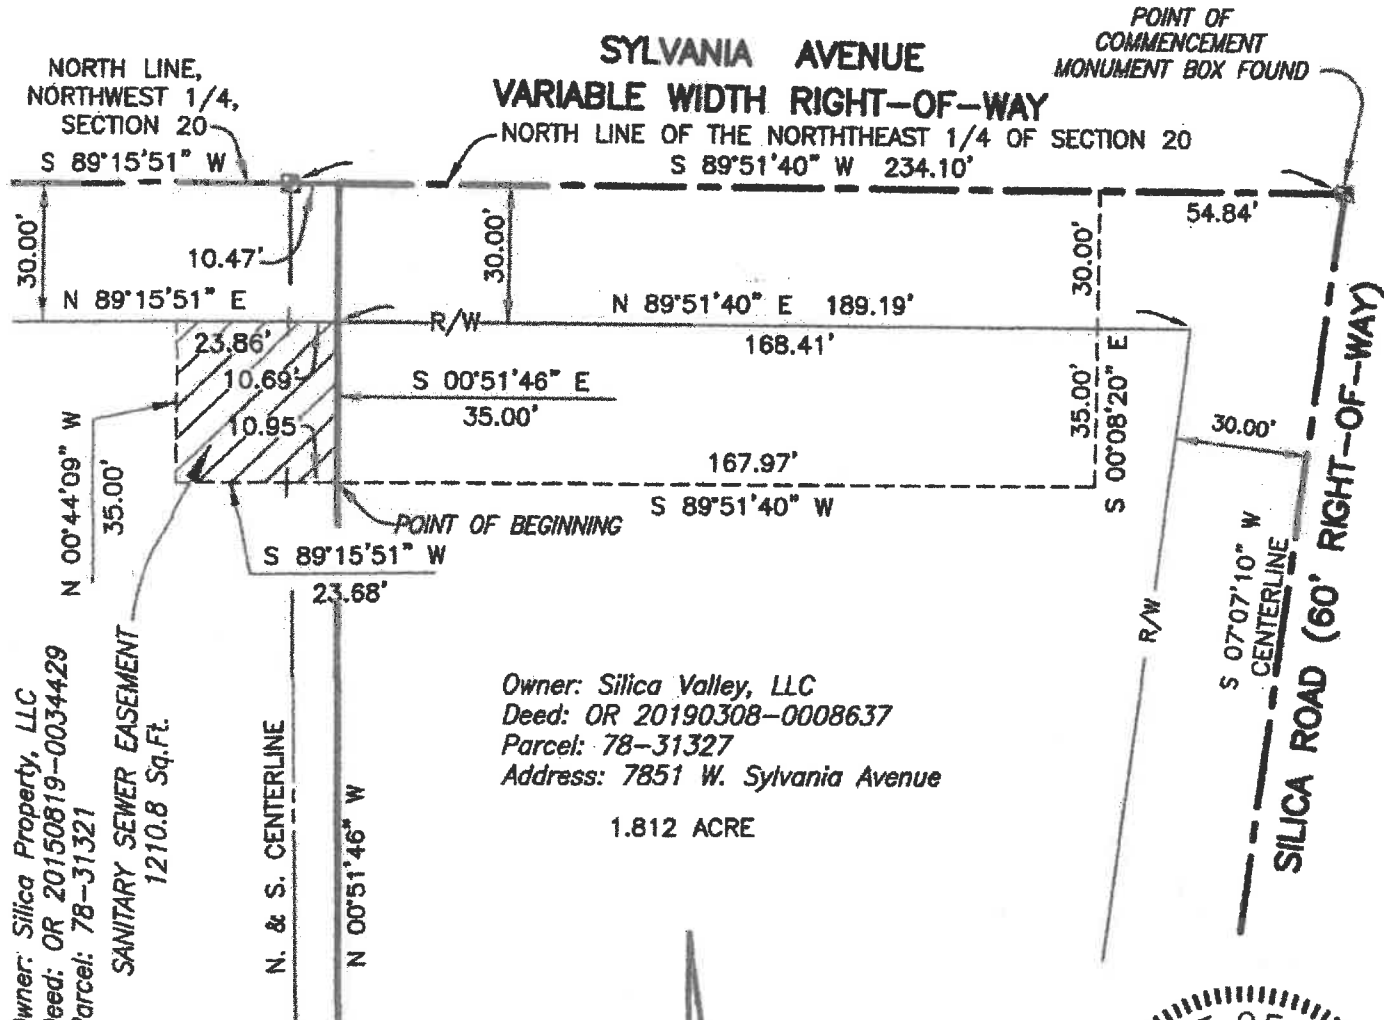 POINT OF
COMMENCEMENT
MONUMENT BOX FOUND
SYLVANIA AVENUE
VARIABLE WIDTH RIGHT-OF-WAY
NORTH LINE OF THE NORTHTHEAST 1/4 OF SECTION 20
S 89°51'40" W 234.10'
NORTH LINE,
NORTHWEST 1/4,
SECTION 20
S 89°15'51" W
54.84'
30.00'
10.47'
30.00'
30.00'
N 89°15'51" E
R/W
N 89°51'40" E 189.19'
23.86'
168.41'
10.69'
S 00°51'46" E
35.00'
35.00'
S 00°08'20" E
30.00'
10.95'
167.97'
S 89°51'40" W
N 00°44'09" W
35.00'
POINT OF BEGINNING
S 89°15'51" W
23.68'
R/W
S 07°07'10" W
CENTERLINE
SILICA ROAD (60' RIGHT-OF-WAY)
Owner: Silica Property, LLC
Deed: OR 20150819-0034429
Parcel: 78-31321
SANITARY SEWER EASEMENT
1210.8 Sq.Ft.
N. & S. CENTERLINE
N 00°51'46" W
Owner: Silica Valley, LLC
Deed: OR 20190308-0008637
Parcel: 78-31327
Address: 7851 W. Sylvania Avenue
1.812 ACRE
OF